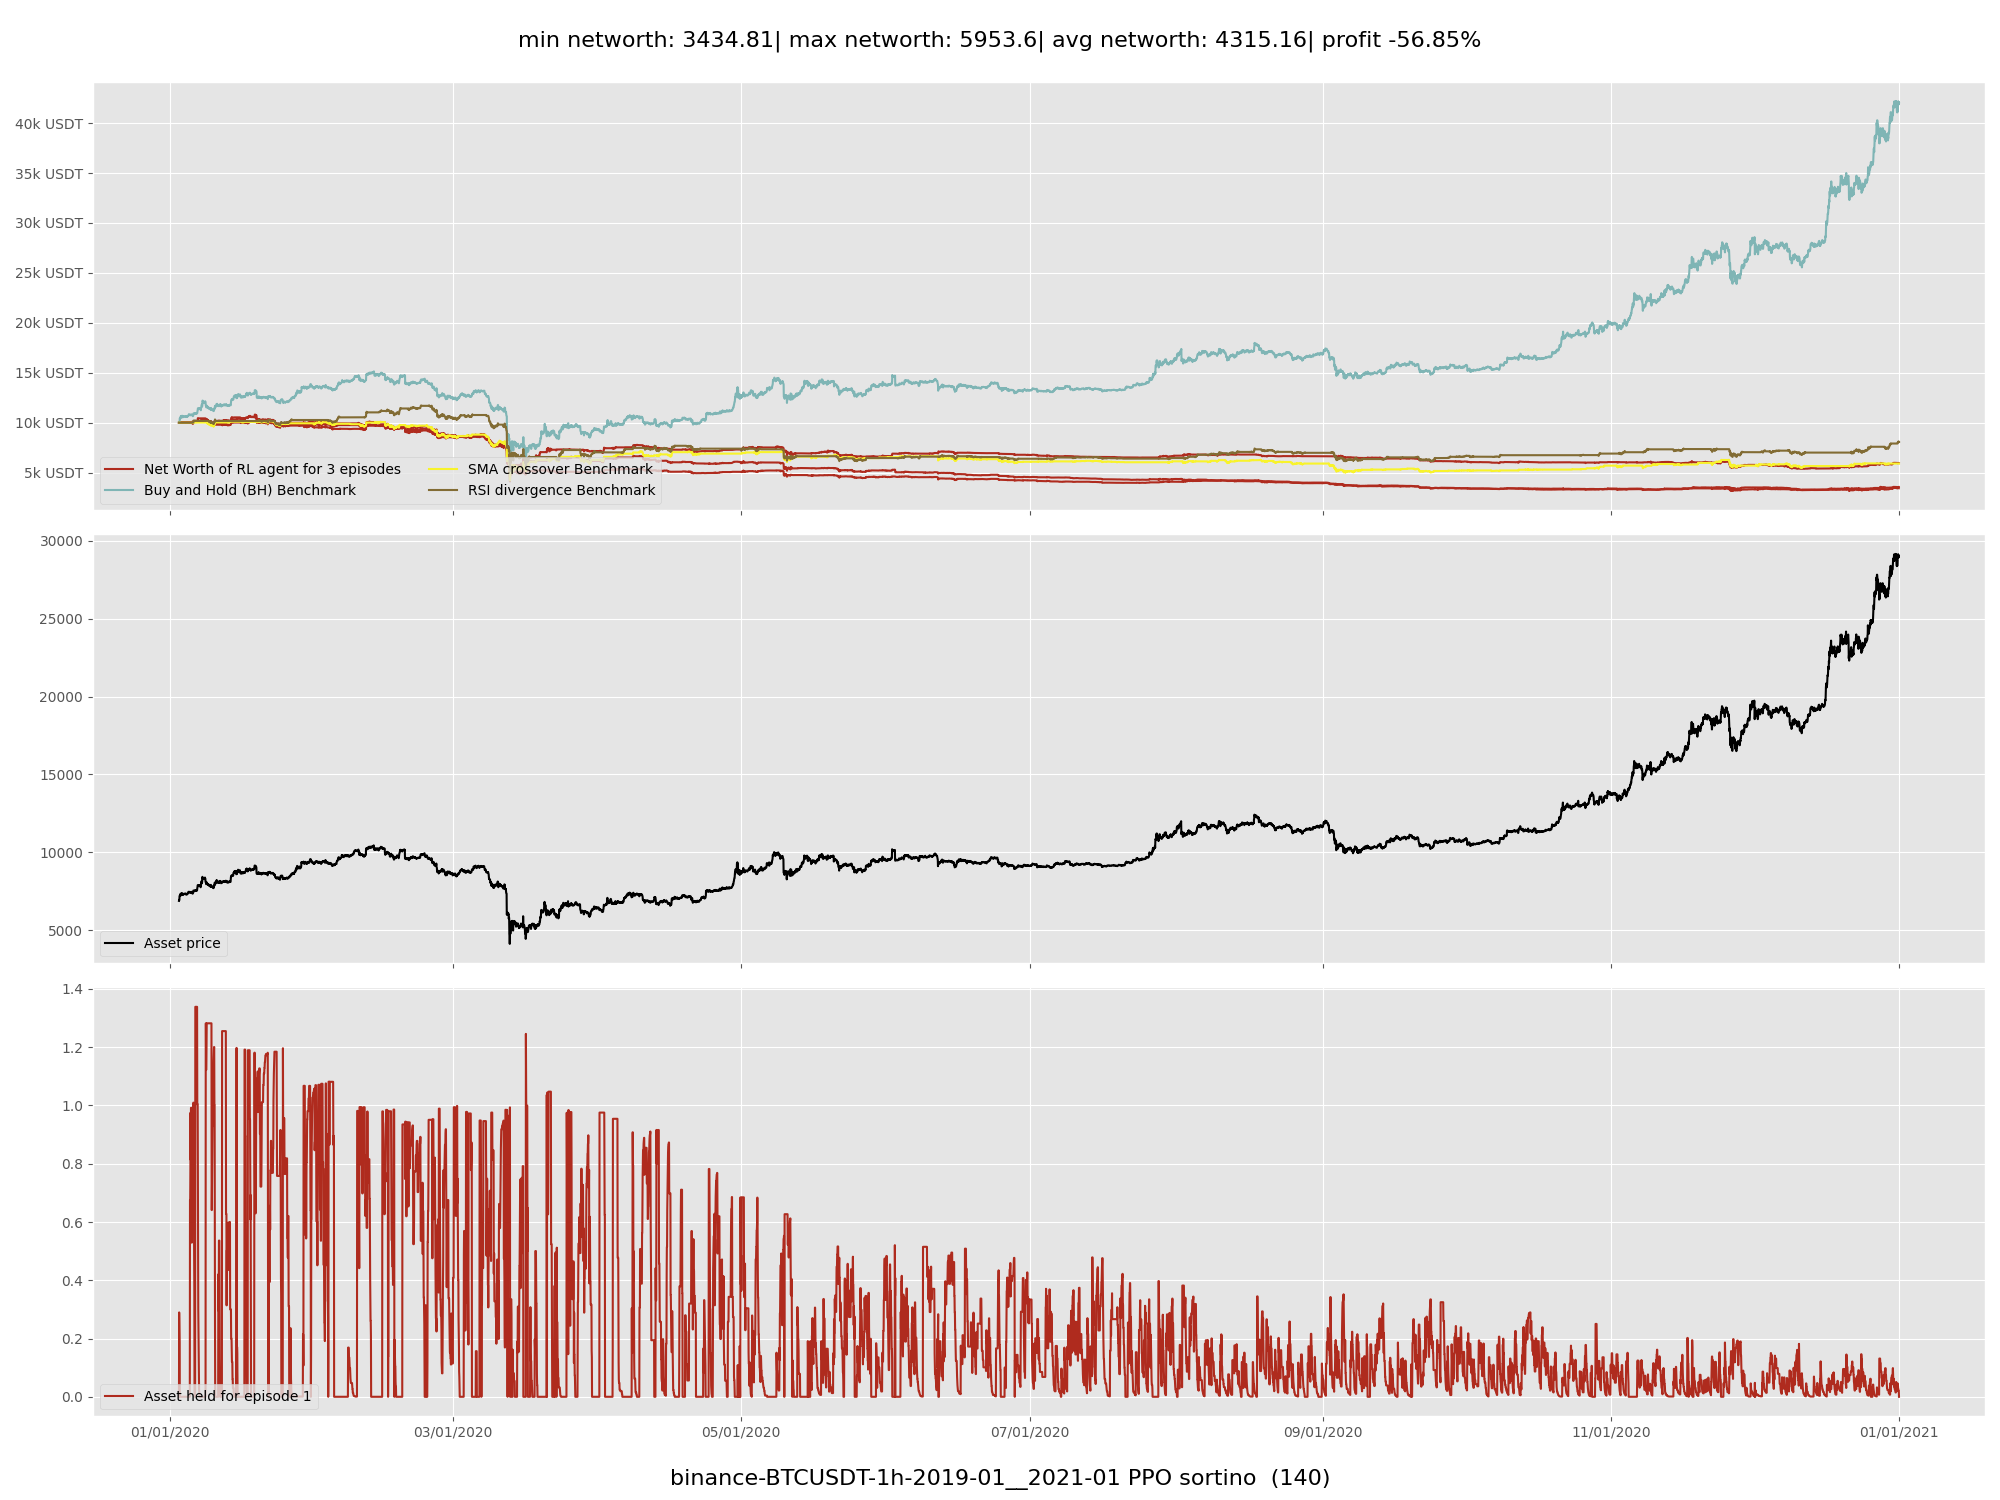 min networth: 3434.81| max networth: 5953.6| avg networth: 4315.16| profit -56.85%
40k USDT
35k USDT
30k USDT
25k USDT
20k USDT
15k USDT
10k USDT
5k USDT
Net Worth of RL agent for 3 episodes
Buy and Hold (BH) Benchmark
SMA crossover Benchmark
RSI divergence Benchmark
30000
25000
20000
15000
10000
5000
Asset price
1.4
1.2
1.0
0.8
0.6
0.4
0.2
0.0
Asset held for episode 1
01/01/2020
03/01/2020
05/01/2020
07/01/2020
09/01/2020
11/01/2020
01/01/2021
binance-BTCUSDT-1h-2019-01__2021-01 PPO sortino  (140)